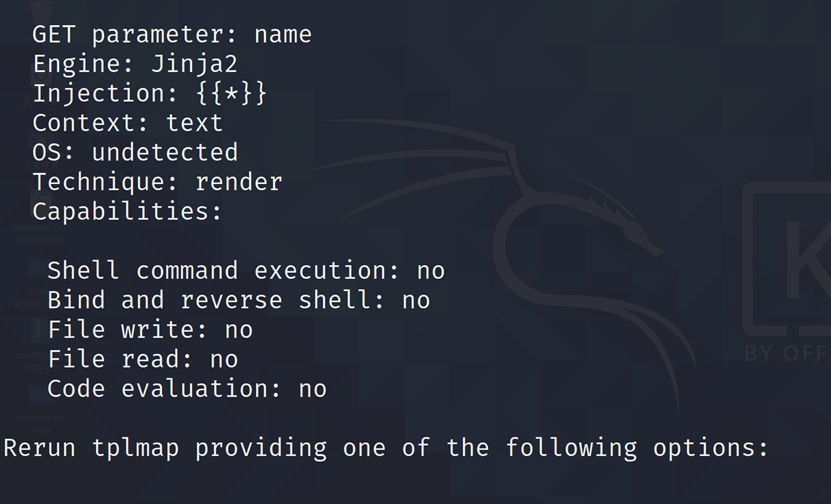 GET parameter: name
Engine: Jinja2
Injection: {{*}}
Context: text
OS: undetected
Technique: render
Capabilities:
Shell command execution: no
Bind and reverse shell: no
File write: no
File read: no
Code evaluation: no
Rerun tplmap providing one of the following options:
K
BY OFF